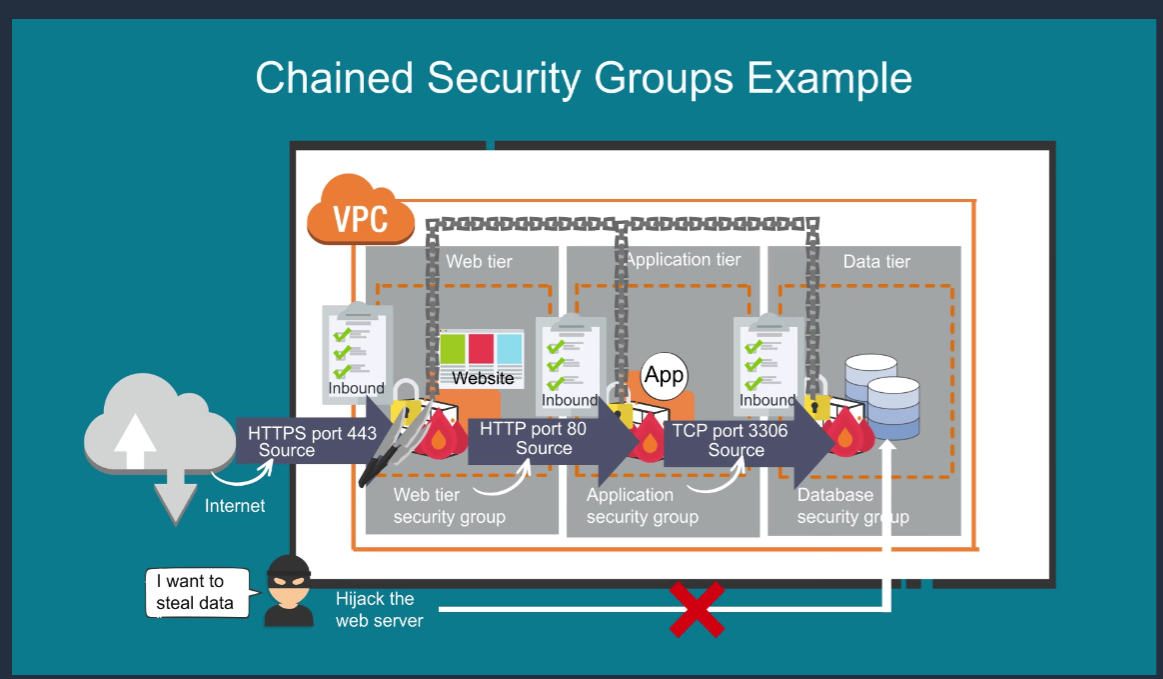 Chained Security Groups Example
VPC
Web tier
Application tier
Data tier
Inbound
Website
Inbound
App
Inbound
HTTPS port 443
Source
HTTP port 80
Source
TCP port 3306
Source
Internet
Web tier
security group
Application
security group
Database
security group
I want to
steal data
Hijack the
web server